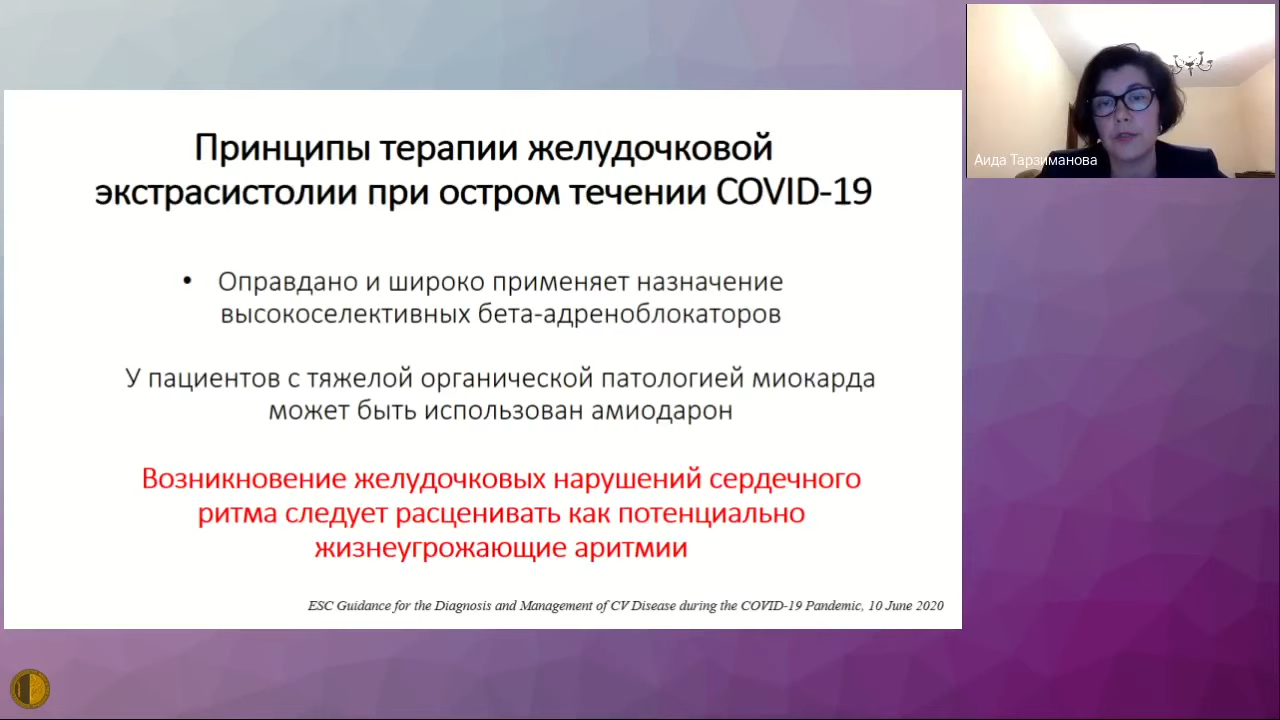 Принципы терапии желудочковой
экстрасистолии при остром течении COVID-19
• Оправдано и широко применяет назначение
высокоселективных бета-адреноблокаторов
У пациентов с тяжелой органической патологией миокарда
может быть использован амиодарон
Возникновение желудочковых нарушений сердечного
ритма следует расценивать как потенциально
жизнеугрожающие аритмии
ESC Guidance for the Diagnosis and Management of CV Disease during the COVID-19 Pandemic, 10 June 2020
Аида Тарзиманова